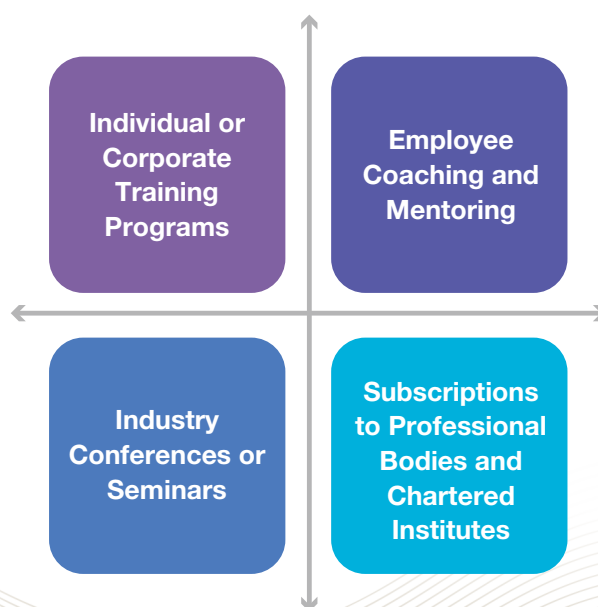 Individual or
Corporate
Training
Programs
Employee
Coaching and
Mentoring
Industry
Conferences or
Seminars
Subscriptions
to Professional
Bodies and
Chartered
Institutes